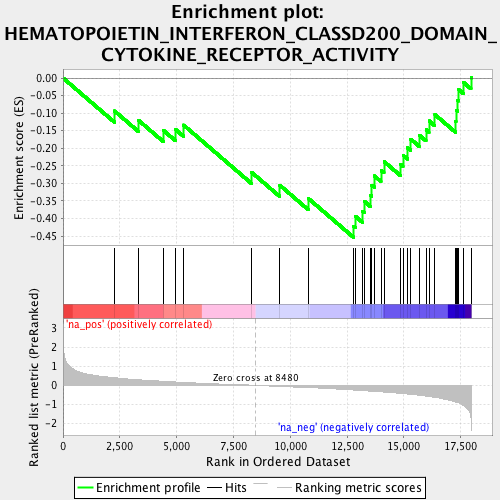 Enrichment plot:
HEMATOPOIETIN_INTERFERON_CLASSD200_DOMAIN_
CYTOKINE_RECEPTOR_ACTIVITY
Enrichment score (ES)
0.00
-0.05
-0.10
-0.15
-0.20
-0.25
-0.30
-0.35
-0.40
-0.45
'na_pos' (positively correlated)
Ranked list metric (PreRanked)
3
2
1
0
-1
-2
Zero cross at 8480
'na_neg' (negatively correlated)
0
2,500
5,000
7,500
10,000
12,500
15,000
17,500
Rank in Ordered Dataset
Enrichment profile
Hits
Ranking metric scores